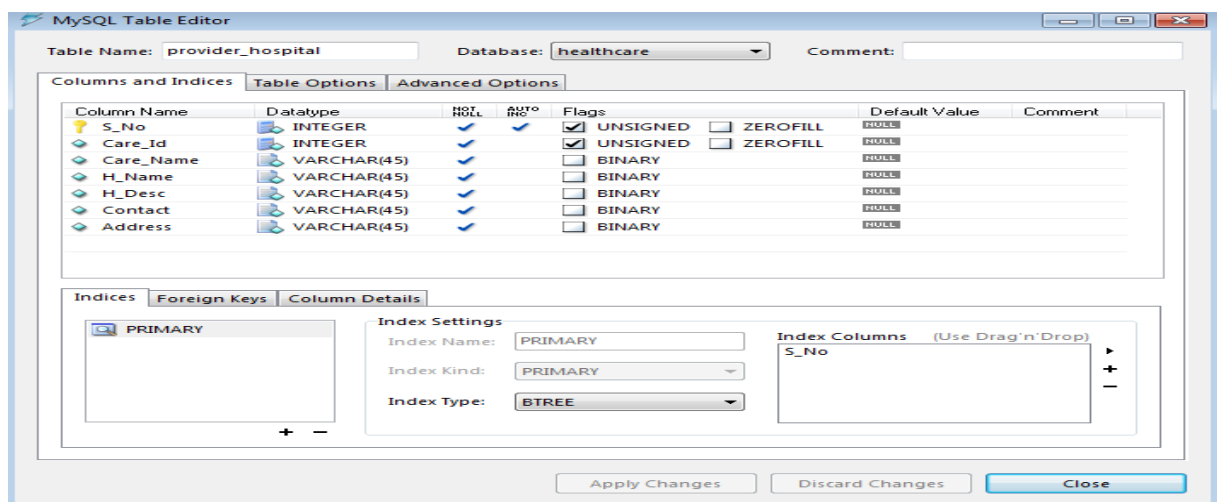 MySQL Table Editor
Table Name: provider_hospital Database: healthcare Comment:
Columns and Indices Table Options Advanced Options
Column Name Datatype NOT NULL AUTO INC Flags Default Value Comment
S_No INTEGER UNSIGNED ZEROFILL NULL
Care_Id INTEGER UNSIGNED ZEROFILL NULL
Care_Name VARCHAR(45) BINARY NULL
H_Name VARCHAR(45) BINARY NULL
H_Desc VARCHAR(45) BINARY NULL
Contact VARCHAR(45) BINARY NULL
Address VARCHAR(45) BINARY NULL
Indices Foreign Keys Column Details
PRIMARY
Index Settings
Index Name: PRIMARY
Index Kind: PRIMARY
Index Type: BTREE
Index Columns (Use Drag'n'Drop)
S_No
Apply Changes Discard Changes Close